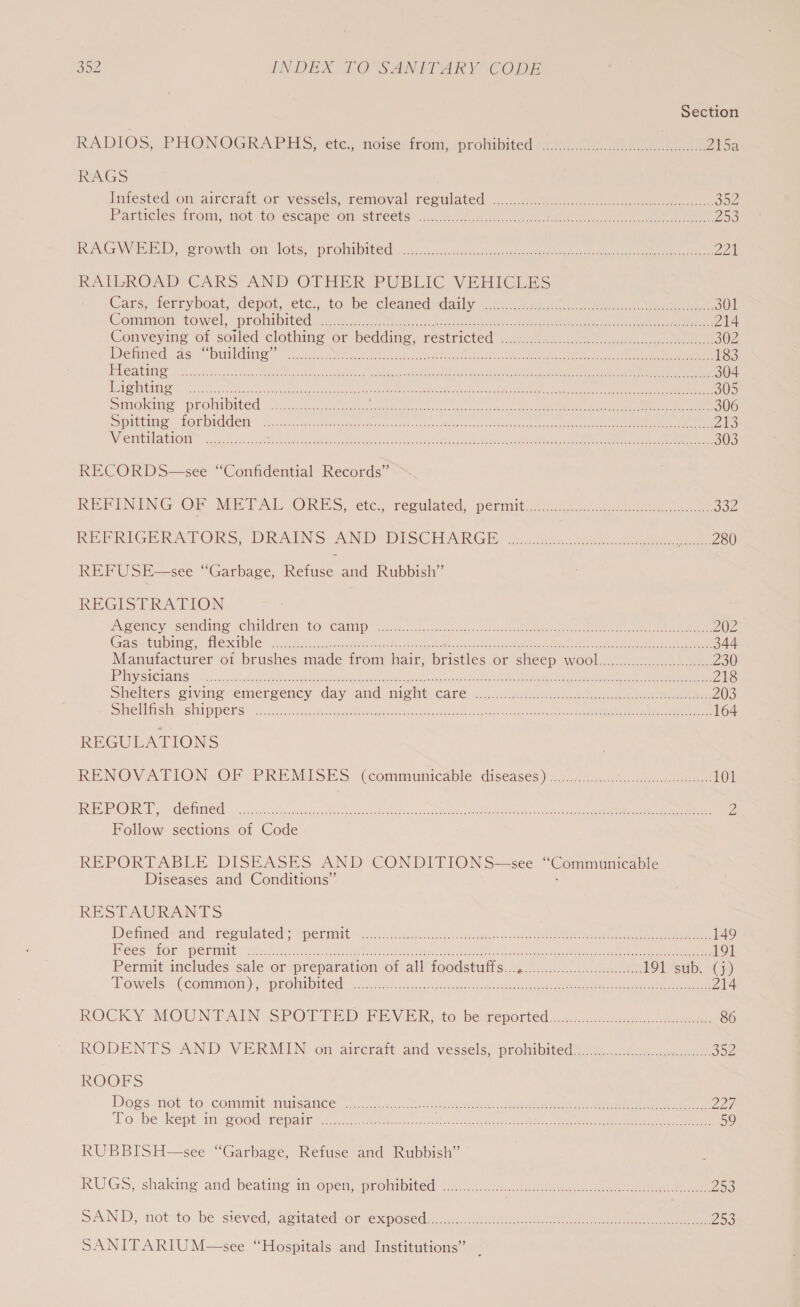 352 INDEX TO SANITARY CODE
Section
RADIOS, PHONOGRAPHS, etc., noise from, prohibited 215a
RAGS
Infested on aircraft or vessels, removal regulated 352
Particles from, not to escape on streets 253
RAGWEED, growth on lots, prohibited 221
RAILROAD CARS AND OTHER PUBLIC VEHICLES
Cars, ferryboat, depot, etc., to be cleaned daily 301
Common towel, prohibited 214
Conveying of soiled clothing or bedding, restricted 302
Defined as “building” 183
Heating 304
Lighting 305
Smoking prohibited 306
Spitting forbidden 213
Ventilation 303
RECORDS—see “Confidential Records”
REFINING OF METAL ORES, etc., regulated, permit 332
REFRIGERATORS, DRAINS AND DISCHARGE 280
REFUSE—see “Garbage, Refuse and Rubbish”
REGISTRATION
Agency sending children to camp 202
Gas tubing, flexible 344
Manufacturer of brushes made from hair, bristles or sheep wool 230
Physicians 218
Shelters giving emergency day and night care 203
Shellfish shippers 164
REGULATIONS
RENOVATION OF PREMISES (communicable diseases) 101
REPORT, defined 2
Follow sections of Code
REPORTABLE DISEASES AND CONDITIONS—see “Communicable
Diseases and Conditions”
RESTAURANTS
Defined and regulated; permit 149
Fees for permit 191
Permit includes sale or preparation of all foodstuffs 191 sub. (j)
Towels (common), prohibited 214
ROCKY MOUNTAIN SPOTTED FEVER, to be reported 86
RODENTS AND VERMIN on aircraft and vessels, prohibited 352
ROOFS
Dogs not to commit nuisance 227
To be kept in good repair 59
RUBBISH—see “Garbage, Refuse and Rubbish”
RUGS, shaking and beating in open, prohibited 253
SAND, not to be sieved, agitated or exposed 253
SANITARIUM—see “Hospitals and Institutions”